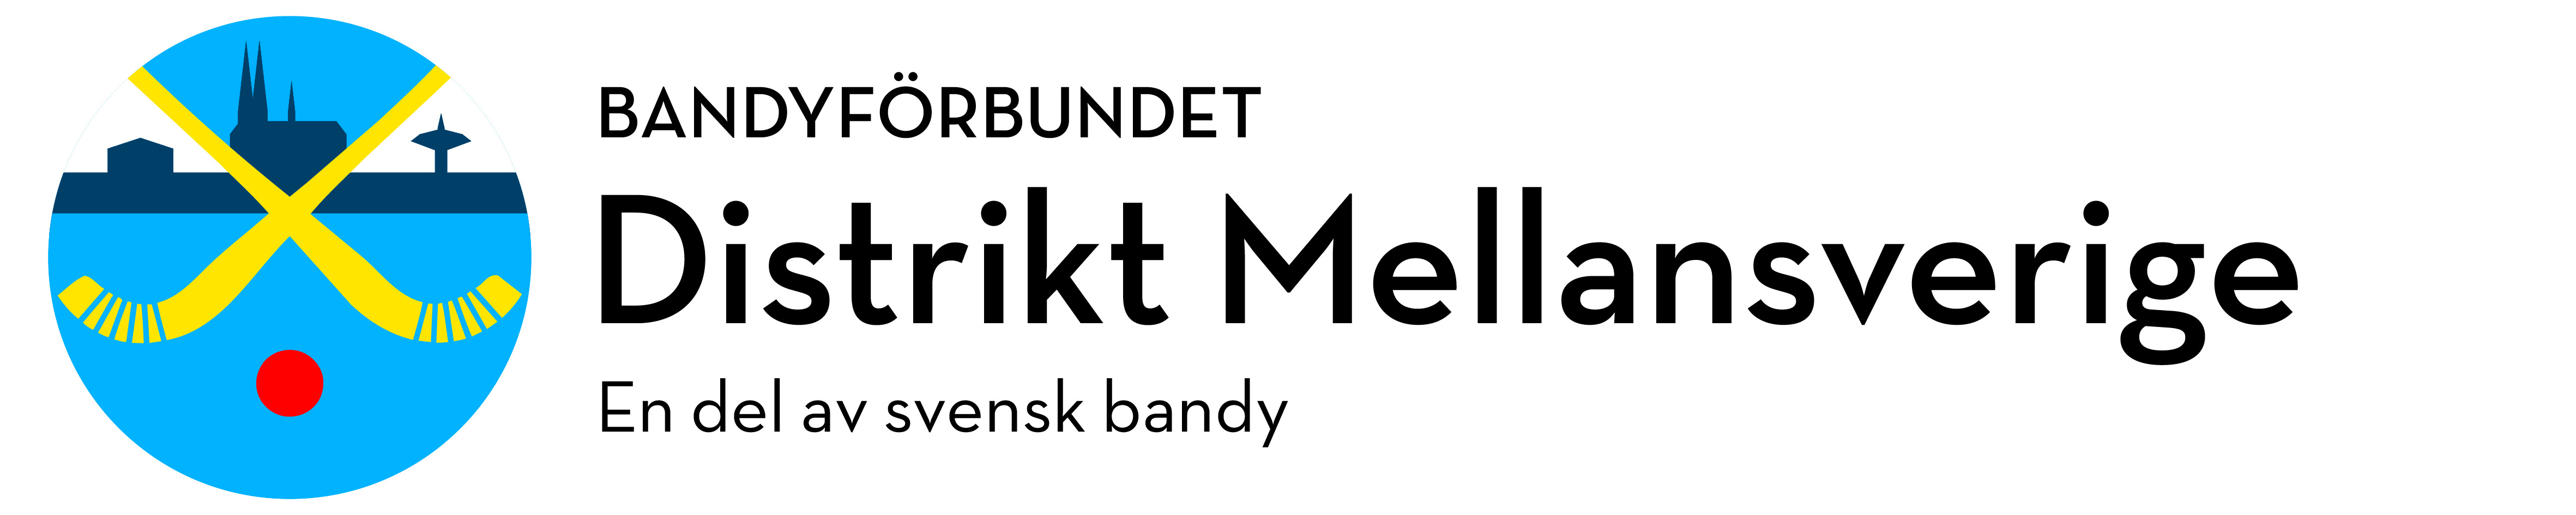 BANDYFÖRBUNDET
Distrikt Mellansverige
En del av svensk bandy